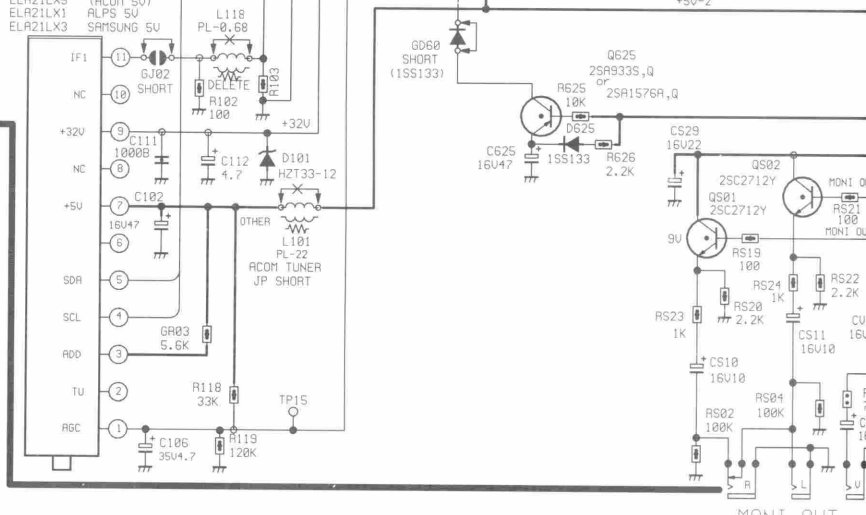 (ACOM 5V)
ELA21LX1 ALPS 5V
ELA21LX3 SAMSUNG 5V
L118
PL-0.68
+5V-2
IF1
11
GJ02
SHORT
DELETE
R102
100
R103
NC
10
+32V
9
+32V
C111
1000B
C112
4.7
D101
HZT33-12
NC
8
+5V
7
C102
16V47
OTHER
L101
PL-22
ACOM TUNER
JP SHORT
6
SDA
5
SCL
4
GR03
5.6K
ADD
3
TU
2
R118
33K
TP15
AGC
1
C106
35V4.7
R119
120K
GD60
SHORT
(1SS133)
Q625
2SA933S,Q
or
2SA1576A,Q
R625
10K
D625
1SS133
C625
16V47
R626
2.2K
CS29
16V22
QS02
2SC2712Y
QS01
2SC2712Y
MONI
RS21
100
MONI
9V
RS19
100
RS24
1K
RS22
2.2K
RS23
1K
RS20
2.2K
CS11
16V10
CS10
16V10
RS04
100K
RS02
100K
R
L
V
MONI OUT